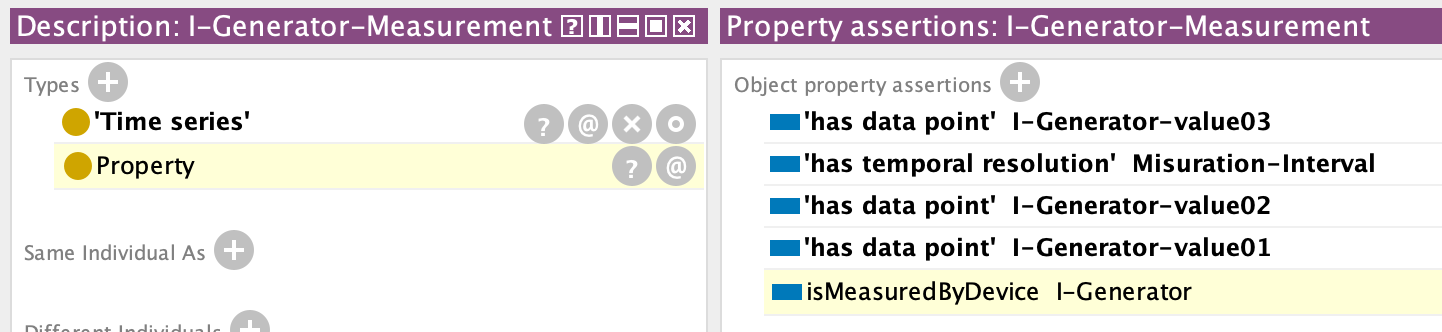 Description: I-Generator-Measurement
Types
'Time series'
Property
Same Individual As
Different Individuals
Property assertions: I-Generator-Measurement
Object property assertions
'has data point' I-Generator-value03
'has temporal resolution' Misuration-Interval
'has data point' I-Generator-value02
'has data point' I-Generator-value01
isMeasuredByDevice I-Generator